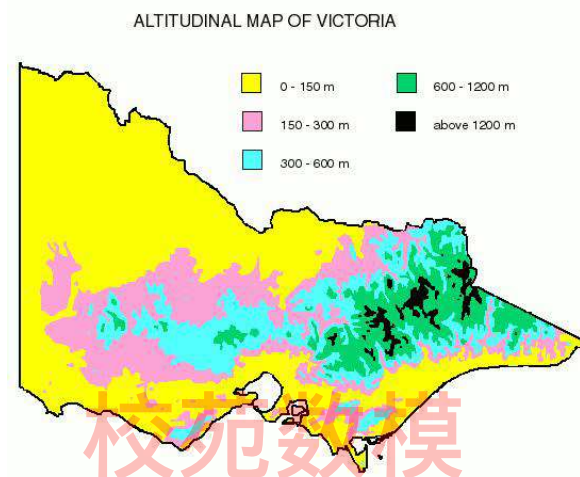 ALTITUDINAL MAP OF VICTORIA
0 - 150 m
600 - 1200 m
150 - 300 m
above 1200 m
300 - 600 m
校苑数模